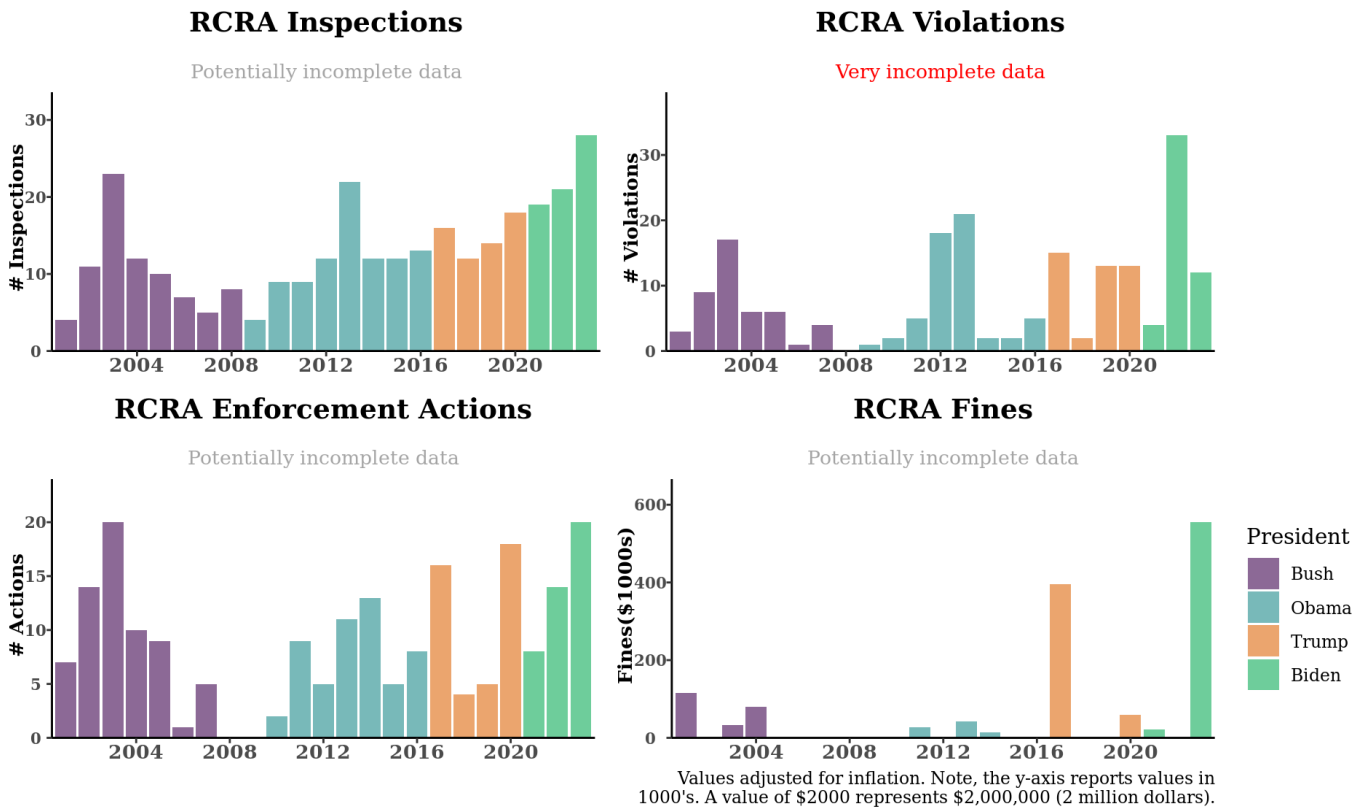 RCRA Inspections
Potentially incomplete data
# Inspections
30
20
10
0
2004 2008 2012 2016 2020
RCRA Violations
Very incomplete data
# Violations
30
20
10
0
2004 2008 2012 2016 2020
RCRA Enforcement Actions
Potentially incomplete data
# Actions
20
15
10
5
0
2004 2008 2012 2016 2020
RCRA Fines
Potentially incomplete data
Fines($1000s)
600
400
200
0
2004 2008 2012 2016 2020
President
Bush
Obama
Trump
Biden
Values adjusted for inflation. Note, the y-axis reports values in
1000's. A value of $2000 represents $2,000,000 (2 million dollars).